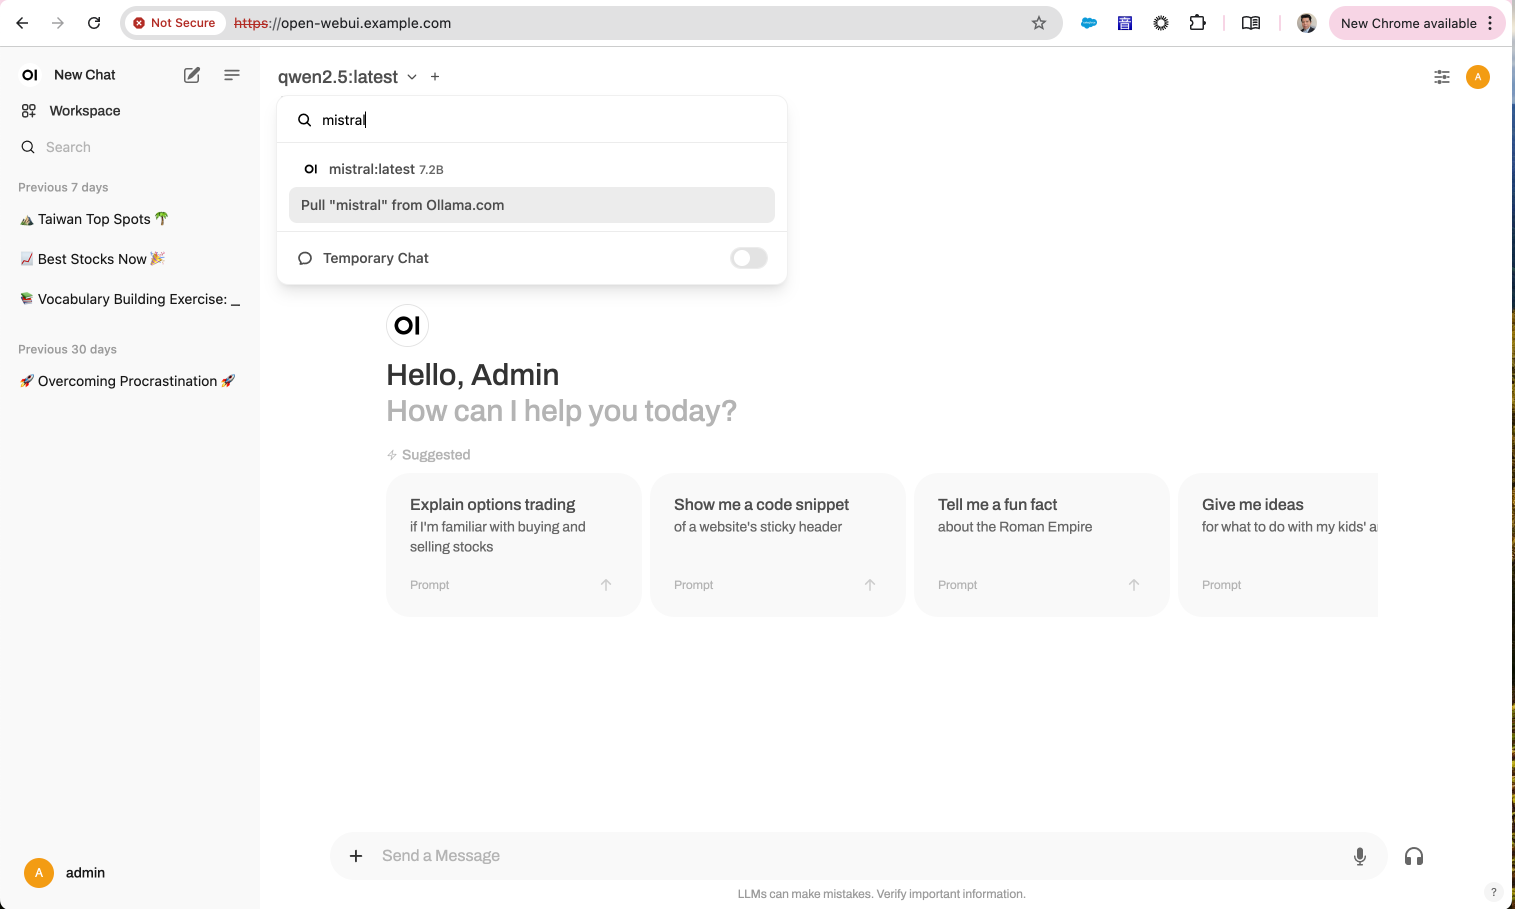 Not Secure
https://open-webui.example.com
New Chrome available
OI
New Chat
Workspace
Search
Previous 7 days
Taiwan Top Spots
Best Stocks Now
Vocabulary Building Exercise: _
Previous 30 days
Overcoming Procrastination
A
admin
qwen2.5:latest
A
mistral
OI
mistral:latest 7.2B
Pull "mistral" from Ollama.com
Temporary Chat
OI
Hello, Admin
How can I help you today?
Suggested
Explain options trading
if I'm familiar with buying and
selling stocks
Prompt
Show me a code snippet
of a website's sticky header
Prompt
Tell me a fun fact
about the Roman Empire
Prompt
Give me ideas
for what to do with my kids'
Prompt
Send a Message
LLMs can make mistakes. Verify important information.
?